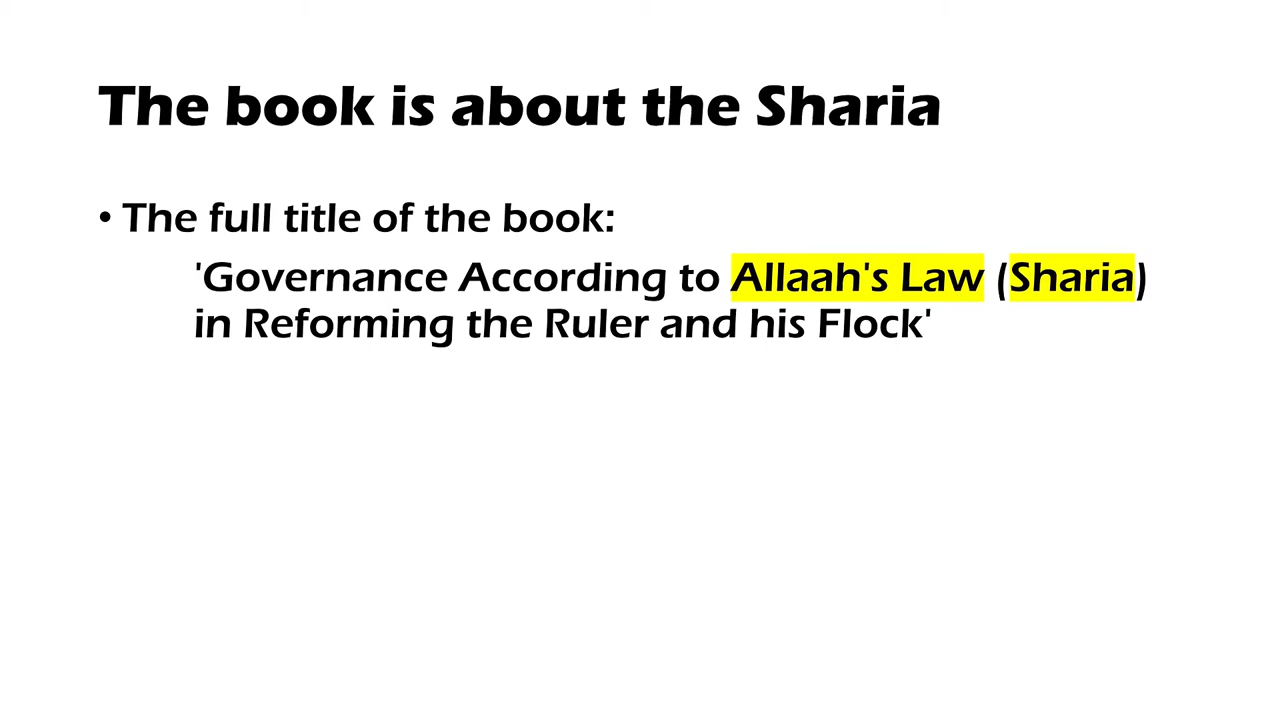 The book is about the Sharia
• The full title of the book:
'Governance According to Allaah's Law (Sharia)
in Reforming the Ruler and his Flock'